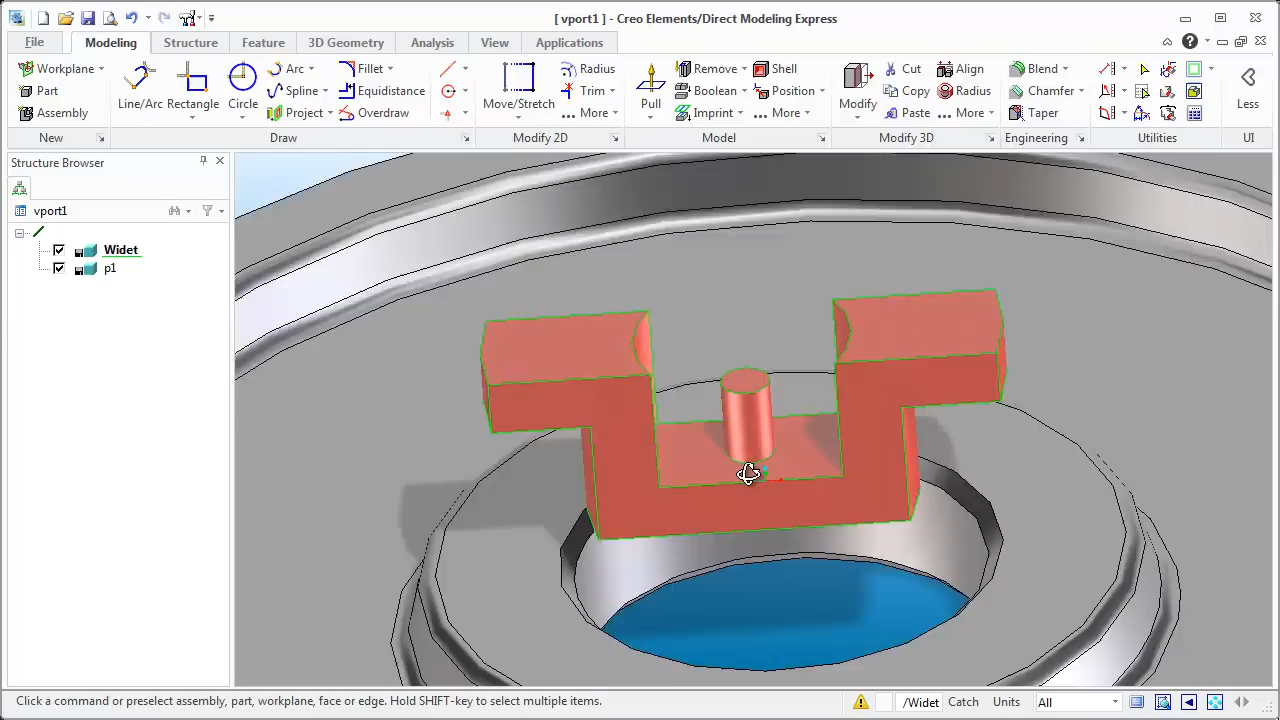 [ vport1 ] - Creo Elements/Direct Modeling Express
File Modeling Structure Feature 3D Geometry Analysis View Applications
Workplane Line/Arc Rectangle Circle Arc Fillet Move/Stretch Radius Pull Remove Shell Modify Cut Align Blend Less
Part Spline Equidistance Trim Boolean Position Copy Radius Chamfer
Assembly Project Overdraw ... More Imprint ... More Paste ... More Taper
New Draw Modify 2D Model Modify 3D Engineering Utilities UI
Structure Browser
vport1
Widet
p1
Click a command or preselect assembly, part, workplane, face or edge. Hold SHIFT-key to select multiple items. /Widet Catch Units All